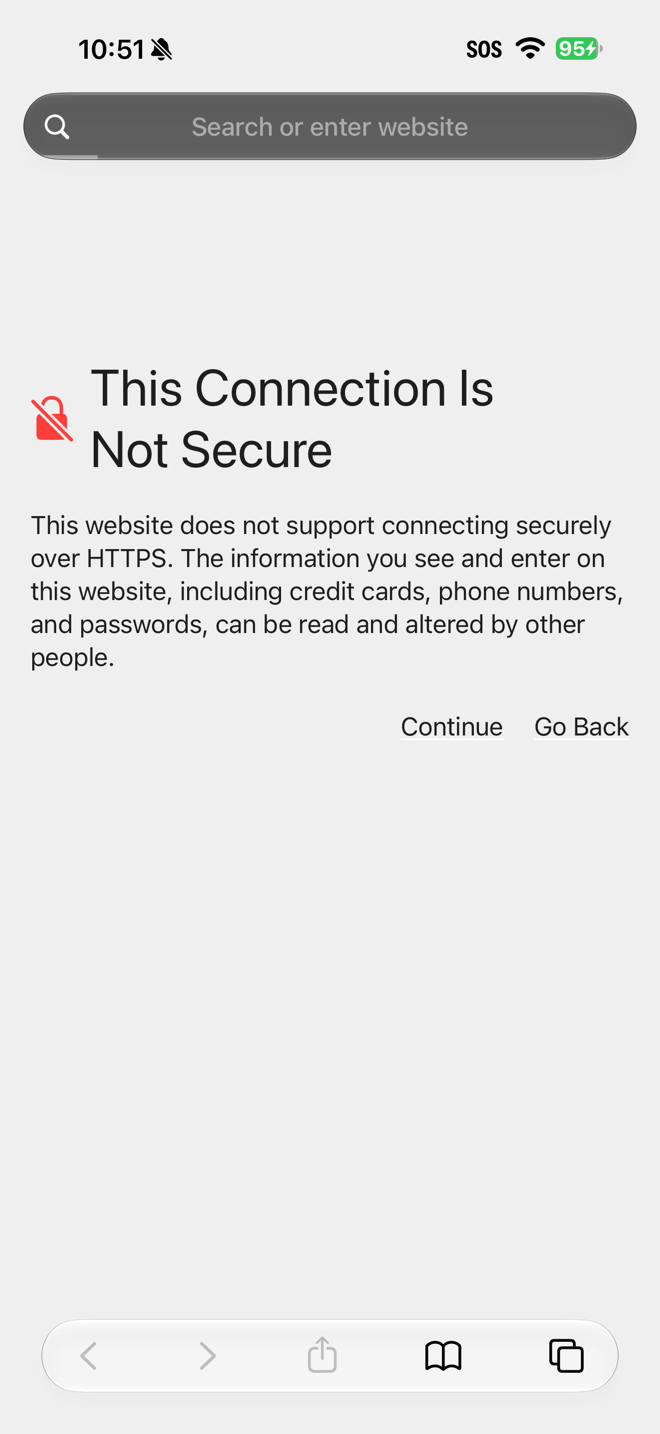 10:51
SOS
95
Search or enter website
This Connection Is
Not Secure
This website does not support connecting securely
over HTTPS. The information you see and enter on
this website, including credit cards, phone numbers,
and passwords, can be read and altered by other
people.
Continue Go Back